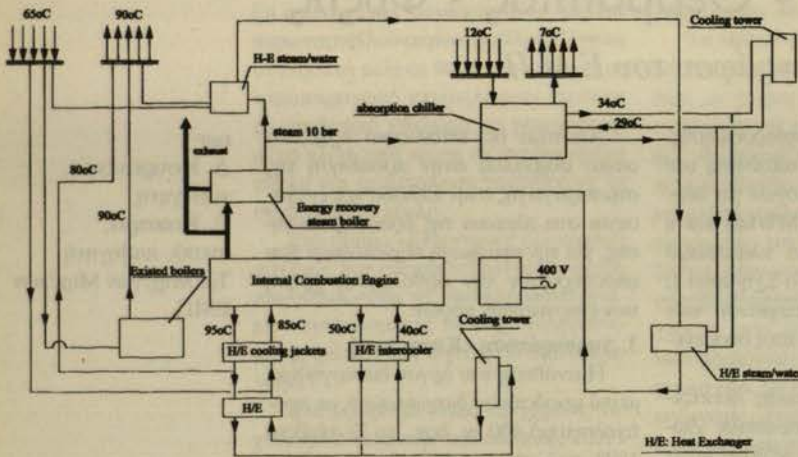 65oC
90oC
H-E steam/water
12oC
7oC
Cooling tower
absorption chiller
34oC
29oC
steam 10 bar
exhaust
80oC
90oC
Energy recovery
steam boiler
Existed boilers
Internal Combustion Engine
400 V
95oC
85oC
50oC
40oC
Cooling tower
H/E cooling jackets
H/E intercooler
H/E steam/water
H/E
H/E: Heat Exchanger